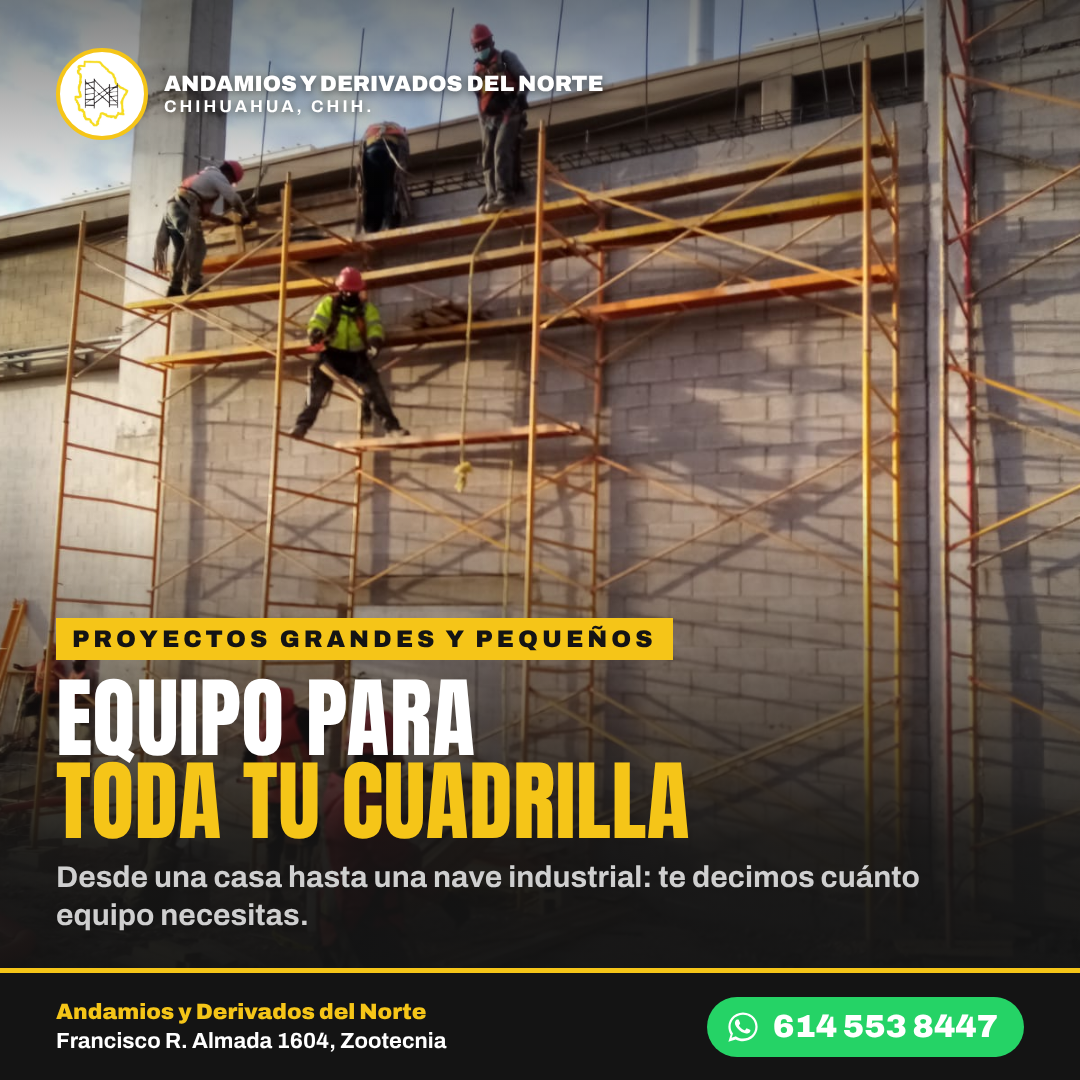 ANDAMIOS Y DERIVADOS DEL NORTE
CHIHUAHUA, CHIH.
PROYECTOS GRANDES Y PEQUEÑOS
EQUIPO PARA
TODA TU CUADRILLA
Desde una casa hasta una nave industrial: te decimos cuánto
equipo necesitas.
Andamios y Derivados del Norte
Francisco R. Almada 1604, Zootecnia
614 553 8447